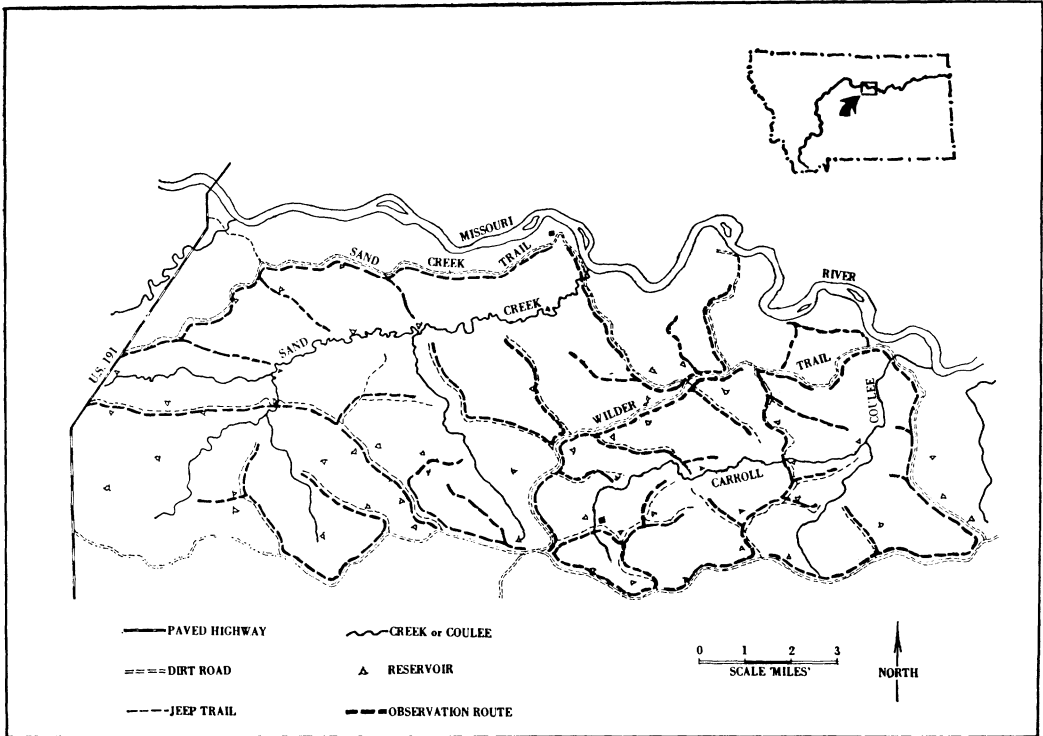 MISSOURI
SAND CREEK TRAIL
RIVER
SAND CREEK
U.S. 191
WILDER TRAIL
COULEE
CARROLL
PAVED HIGHWAY
CREEK or COULEE
DIRT ROAD
RESERVOIR
JEEP TRAIL
OBSERVATION ROUTE
0 1 2 3
SCALE 'MILES'
NORTH